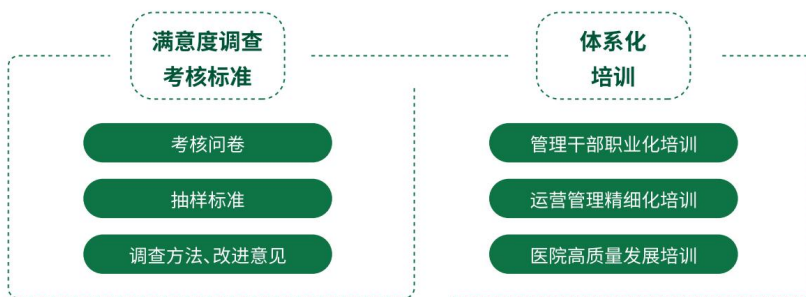 满意度调查
考核标准
考核问卷
抽样标准
调查方法、改进意见
体系化
培训
管理干部职业化培训
运营管理精细化培训
医院高质量发展培训